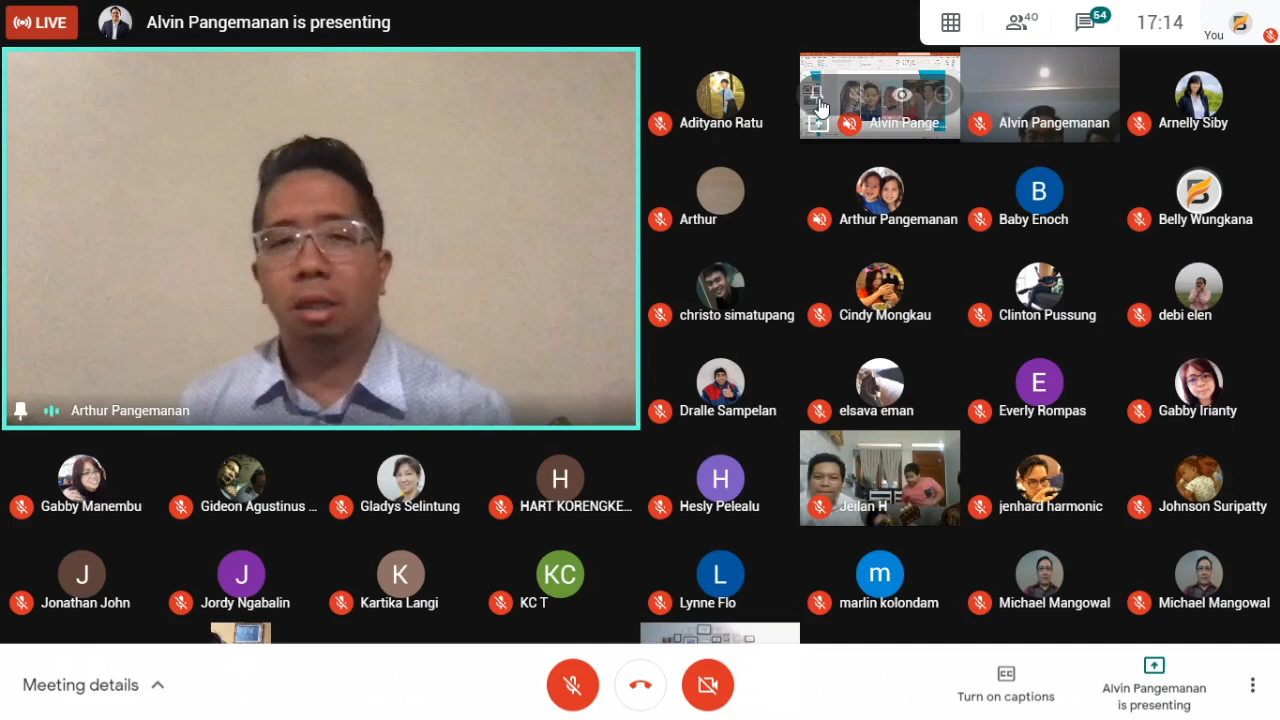 LIVE
Alvin Pangemanan is presenting
40
54
17:14
You
Adityano Ratu
Alvin Pange...
Alvin Pangemanan
Arnelly Siby
Arthur
Arthur Pangemanan
B
Baby Enoch
Belly Wungkana
christo simatupang
Cindy Mongkau
Clinton Pussung
debi elen
Dralle Sampelan
elsava eman
E
Everly Rompas
Gabby Irianty
Arthur Pangemanan
Gabby Manembu
Gideon Agustinus ...
Gladys Selintung
H
HART KORENGKE...
H
Hesly Pelealu
Jeilan H
jenhard harmonic
Johnson Suripatty
J
Jonathan John
J
Jordy Ngabalin
K
Kartika Langi
KC
KC T
L
Lynne Flo
m
marlin kolondam
Michael Mangowal
Michael Mangowal
Meeting details
CC
Turn on captions
Alvin Pangemanan
is presenting